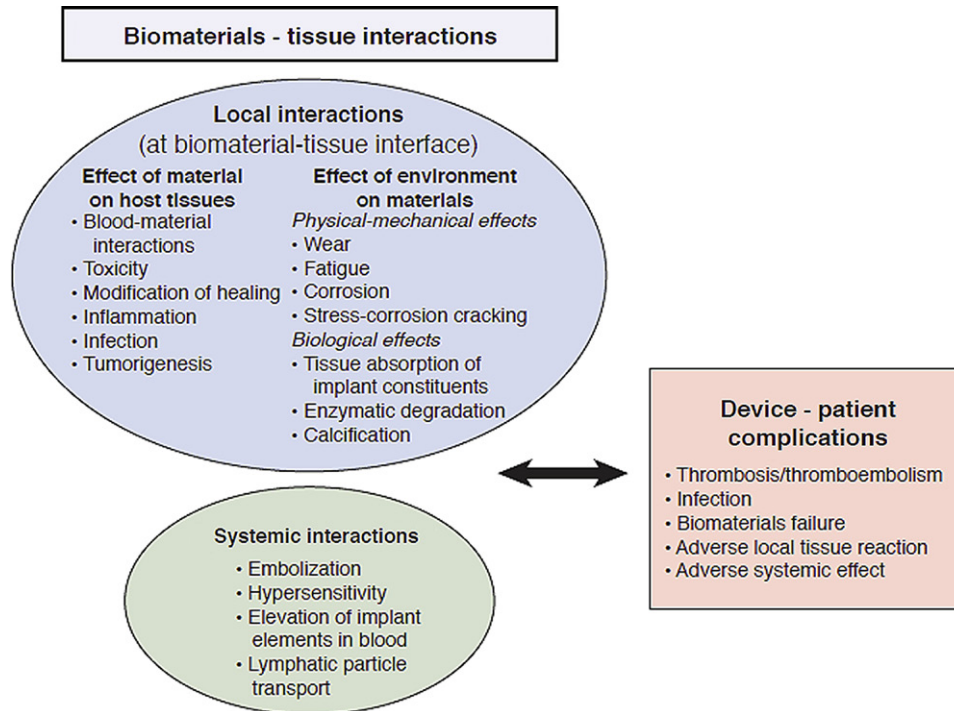 Biomaterials - tissue interactions
Local interactions
(at biomaterial-tissue interface)
Effect of material
on host tissues
• Blood-material
interactions
• Toxicity
• Modification of healing
• Inflammation
• Infection
• Tumorigenesis
Effect of environment
on materials
Physical-mechanical effects
• Wear
• Fatigue
• Corrosion
• Stress-corrosion cracking
Biological effects
• Tissue absorption of
implant constituents
• Enzymatic degradation
• Calcification
Systemic interactions
• Embolization
• Hypersensitivity
• Elevation of implant
elements in blood
• Lymphatic particle
transport
Device - patient
complications
• Thrombosis/thromboembolism
• Infection
• Biomaterials failure
• Adverse local tissue reaction
• Adverse systemic effect